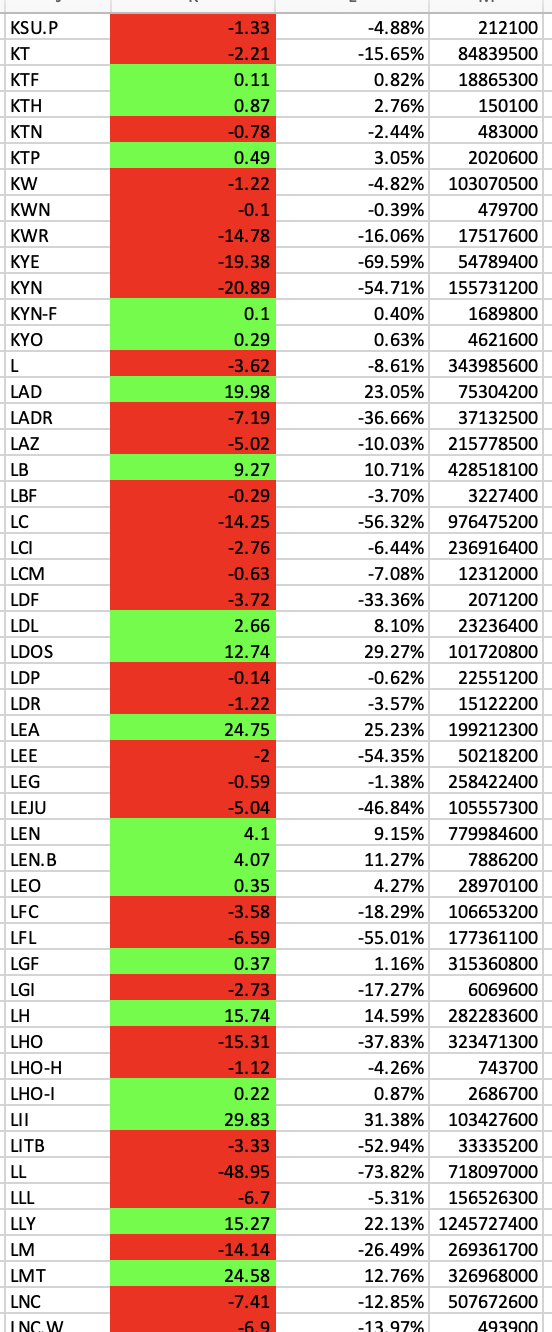 KSU.P -1.33 -4.88% 212100
KT -2.21 -15.65% 84839500
KTF 0.11 0.82% 18865300
KTH 0.87 2.76% 150100
KTN -0.78 -2.44% 483000
KTP 0.49 3.05% 2020600
KW -1.22 -4.82% 103070500
KWN -0.1 -0.39% 479700
KWR -14.78 -16.06% 17517600
KYE -19.38 -69.59% 54789400
KYN -20.89 -54.71% 155731200
KYN-F 0.1 0.40% 1689800
KYO 0.29 0.63% 4621600
L -3.62 -8.61% 343985600
LAD 19.98 23.05% 75304200
LADR -7.19 -36.66% 37132500
LAZ -5.02 -10.03% 215778500
LB 9.27 10.71% 428518100
LBF -0.29 -3.70% 3227400
LC -14.25 -56.32% 976475200
LCI -2.76 -6.44% 236916400
LCM -0.63 -7.08% 12312000
LDF -3.72 -33.36% 2071200
LDL 2.66 8.10% 23236400
LDOS 12.74 29.27% 101720800
LDP -0.14 -0.62% 22551200
LDR -1.22 -3.57% 15122200
LEA 24.75 25.23% 199212300
LEE -2 -54.35% 50218200
LEG -0.59 -1.38% 258422400
LEJU -5.04 -46.84% 105557300
LEN 4.1 9.15% 779984600
LEN.B 4.07 11.27% 7886200
LEO 0.35 4.27% 28970100
LFC -3.58 -18.29% 106653200
LFL -6.59 -55.01% 177361100
LGF 0.37 1.16% 315360800
LGI -2.73 -17.27% 6069600
LH 15.74 14.59% 282283600
LHO -15.31 -37.83% 323471300
LHO-H -1.12 -4.26% 743700
LHO-I 0.22 0.87% 2686700
LII 29.83 31.38% 103427600
LITB -3.33 -52.94% 33335200
LL -48.95 -73.82% 718097000
LLL -6.7 -5.31% 156526300
LLY 15.27 22.13% 1245727400
LM -14.14 -26.49% 269361700
LMT 24.58 12.76% 326968000
LNC -7.41 -12.85% 507672600
LNC.W -6.9 -13.97% 493900